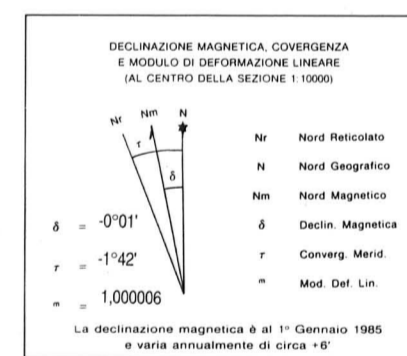 DECLINAZIONE MAGNETICA, COVERGENZA
E MODULO DI DEFORMAZIONE LINEARE
(AL CENTRO DELLA SEZIONE 1:10000)
Nr Nm N
τ
δ
Nr Nord Reticolato
N Nord Geografico
Nm Nord Magnetico
δ Declin. Magnetica
τ Converg. Merid.
m Mod. Def. Lin.
δ = -0°01'
τ = -1°42'
m = 1,000006
La declinazione magnetica è al 1° Gennaio 1985
e varia annualmente di circa +6'